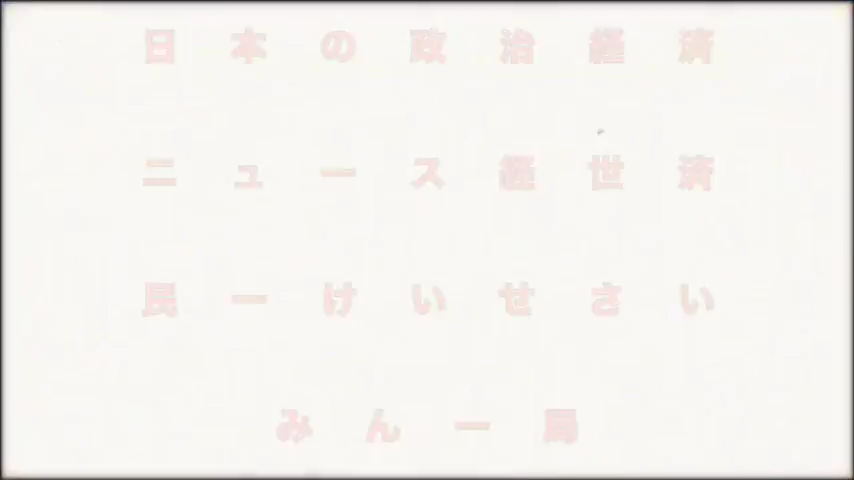 日本の政治経済
ニュース経世済
民ーけいせさい
みんー局